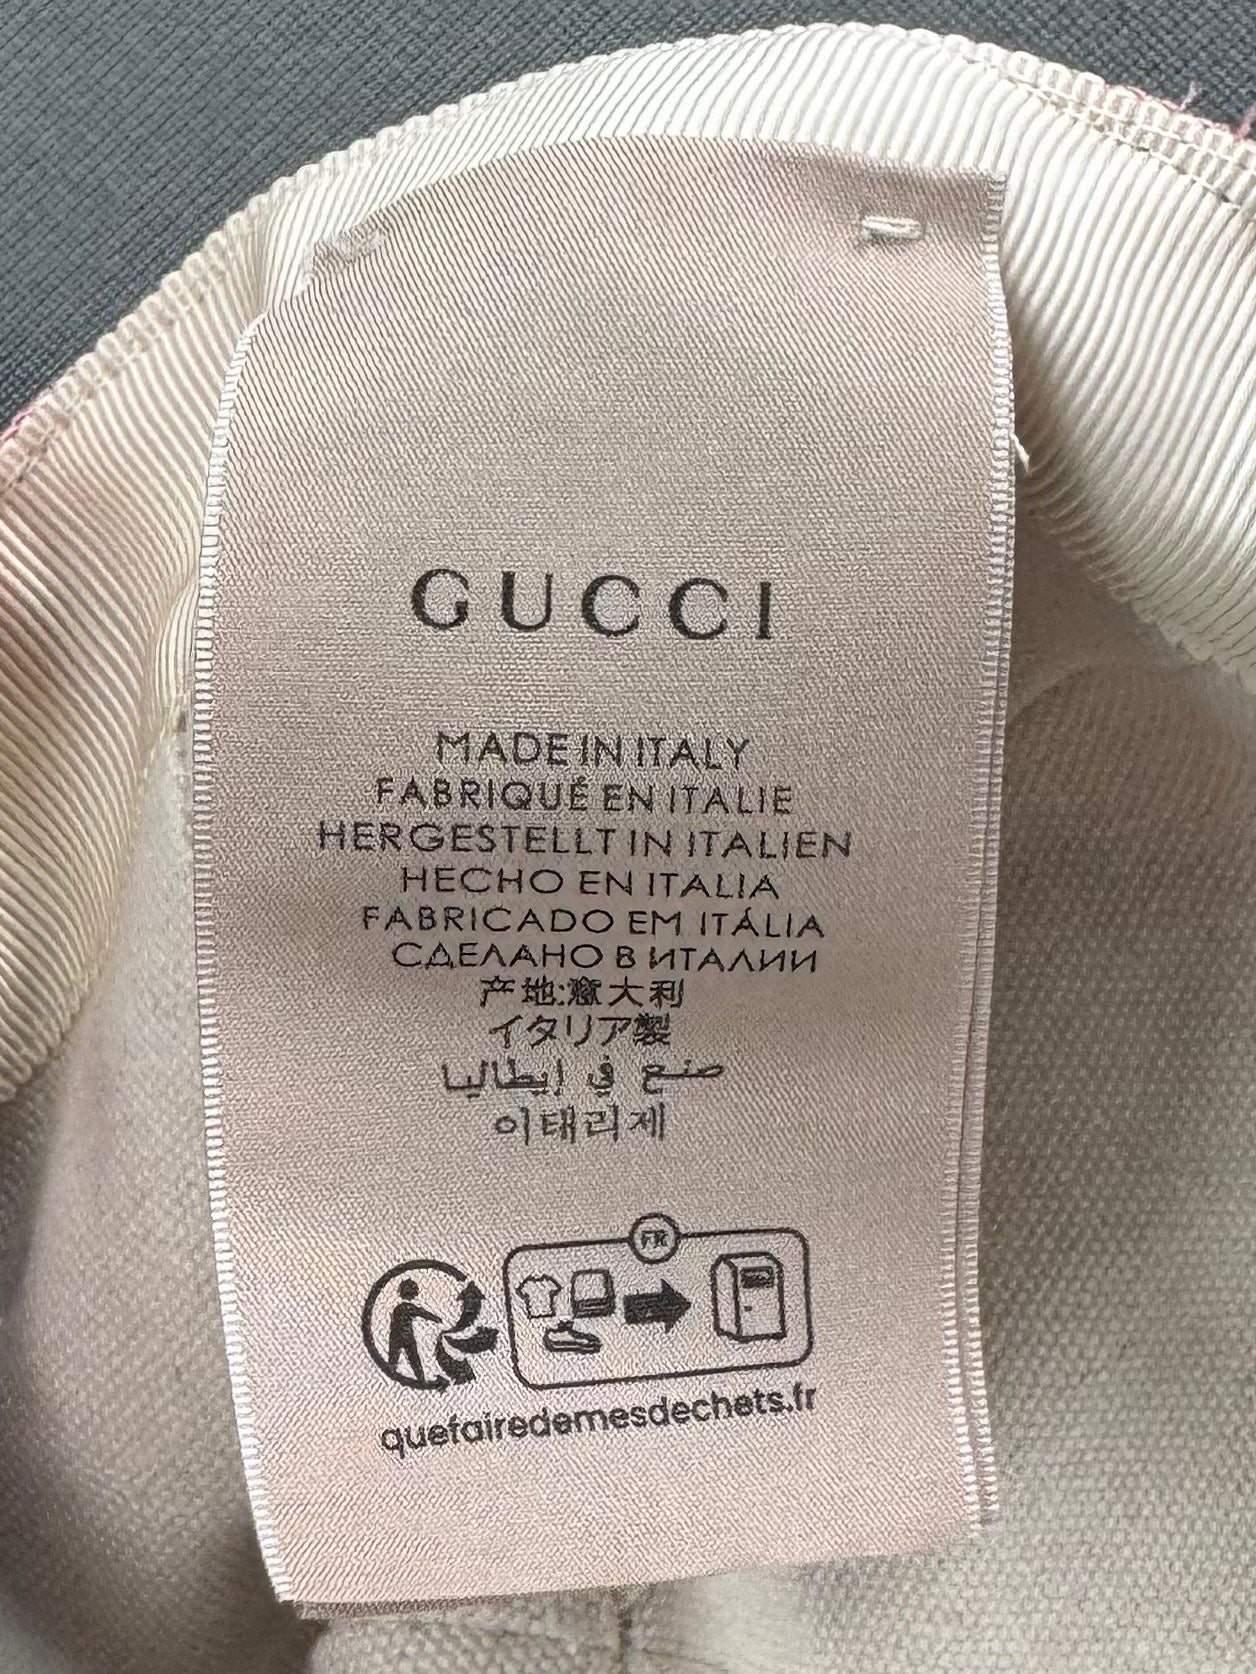 GUCCI
MADE IN ITALY
FABRIQUÉ EN ITALIE
HERGESTELLT IN ITALIEN
HECHO EN ITALIA
FABRICADO EM ITÁLIA
СДЕЛАНО В ИТАЛИИ
产地:意大利
イタリア製
صنع في إيطاليا
이태리제
FR
quefairedemesdechets.fr